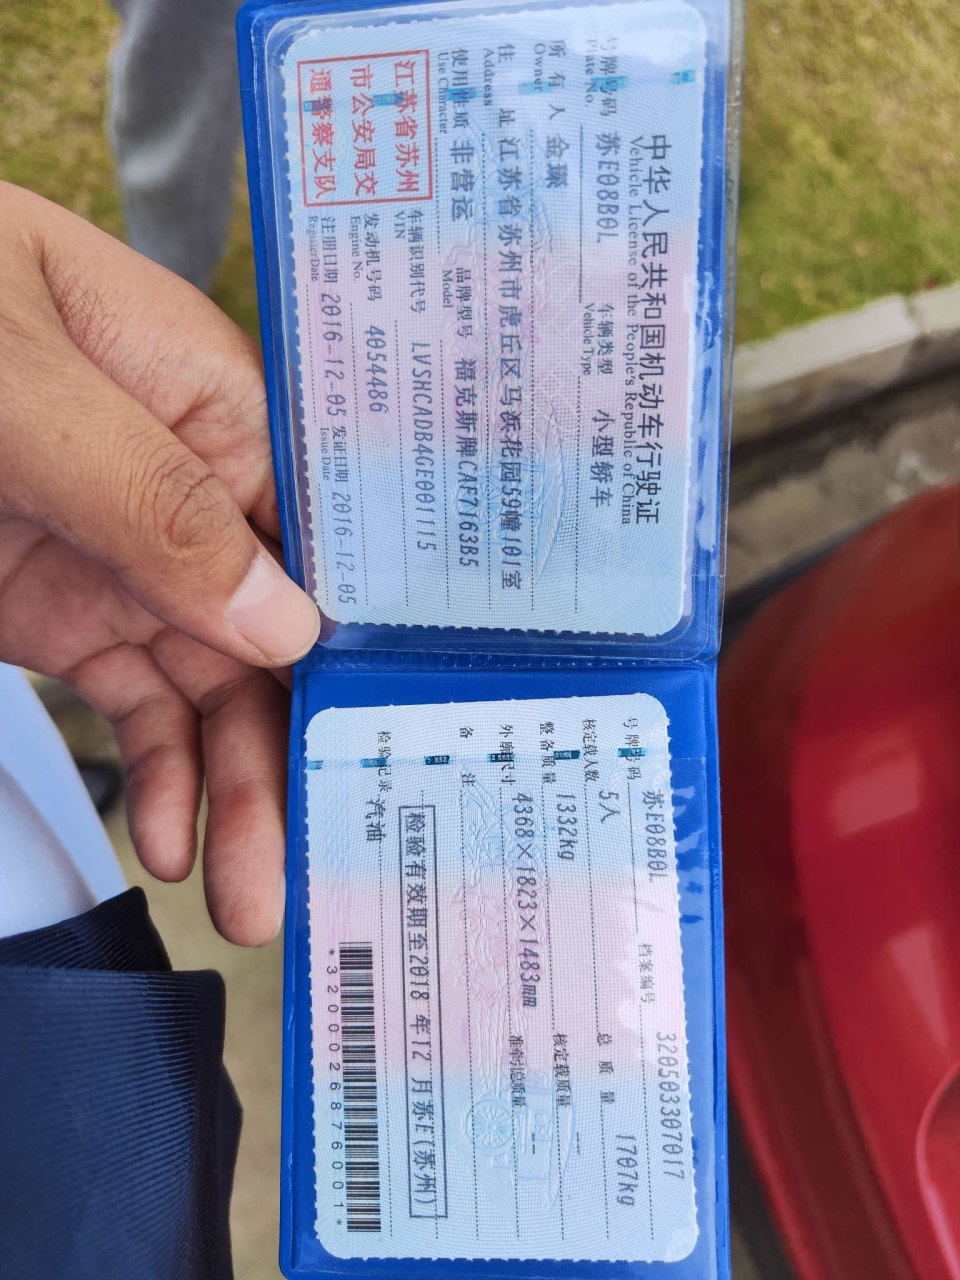 中华人民共和国机动车行驶证
Vehicle License of the People's Republic of China
号牌号码 苏E08B0L 车辆类型 小型轿车
Plate No. Vehicle Type
所有人
Owner
住址 江苏省苏州市虎丘区马浜花园59幢101室
Address
使用性质 非营运 品牌型号 福克斯牌CAF7163B5
Use Character Model
江苏省苏州
市公安局交
通警察支队
车辆识别代号 LVSHCADB4GE001115
VIN
发动机号码 4054486
Engine No.
注册日期 2016-12-05 发证日期 2016-12-05
Register Date Issue Date
号牌号码 苏E08B0L 档案编号 320503307017
核定载人数 5人 总质量 1707kg
整备质量 1332kg 核定载质量 --
外廓尺寸 4368×1823×1483mm 准牵引总质量 --
备注
检验有效期至2018年12月苏E(苏州)
检验记录 汽油
*3200026876001*